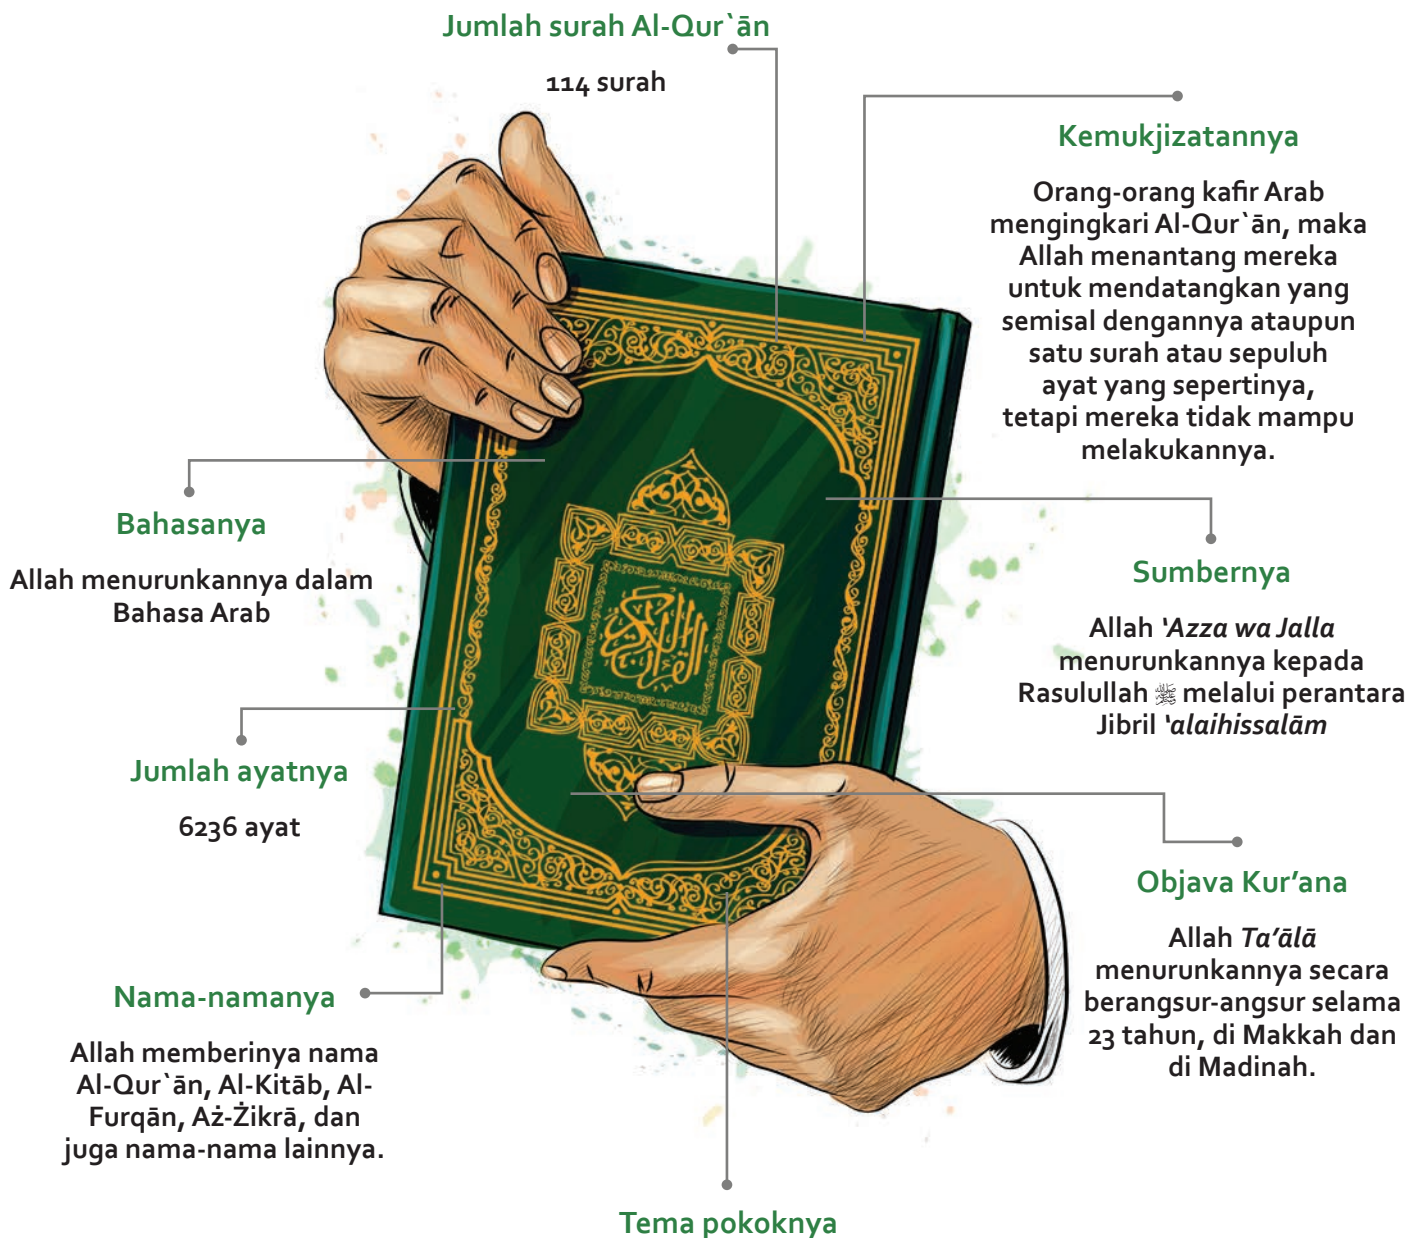 Jumlah surah Al-Qur`ān
114 surah
Kemukjizatannya
Orang-orang kafir Arab
mengingkari Al-Qur`ān, maka
Allah menantang mereka
untuk mendatangkan yang
semisal dengannya ataupun
satu surah atau sepuluh
ayat yang sepertinya,
tetapi mereka tidak mampu
melakukannya.
Bahasanya
Allah menurunkannya dalam
Bahasa Arab
Sumbernya
Allah ‘Azza wa Jalla
menurunkannya kepada
Rasulullah ﷺ melalui perantara
Jibril ‘alaihissalām
القرآن الكريم
Jumlah ayatnya
6236 ayat
Objava Kur’ana
Allah Ta’ālā
menurunkannya secara
berangsur-angsur selama
23 tahun, di Makkah dan
di Madinah.
Nama-namanya
Allah memberinya nama
Al-Qur`ān, Al-Kitāb, Al-
Furqān, Aż-Żikrā, dan
juga nama-nama lainnya.
Tema pokoknya